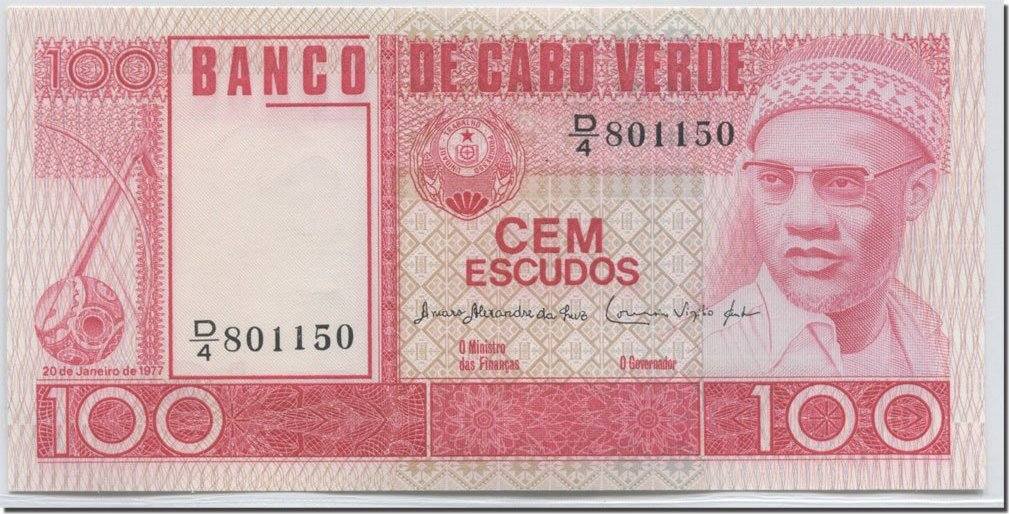 100
BANCO DE CABO VERDE
D/4 801150
CEM
ESCUDOS
D/4 801150
O Ministro
das Finanças
O Governador
20 de Janeiro de 1977
100
100